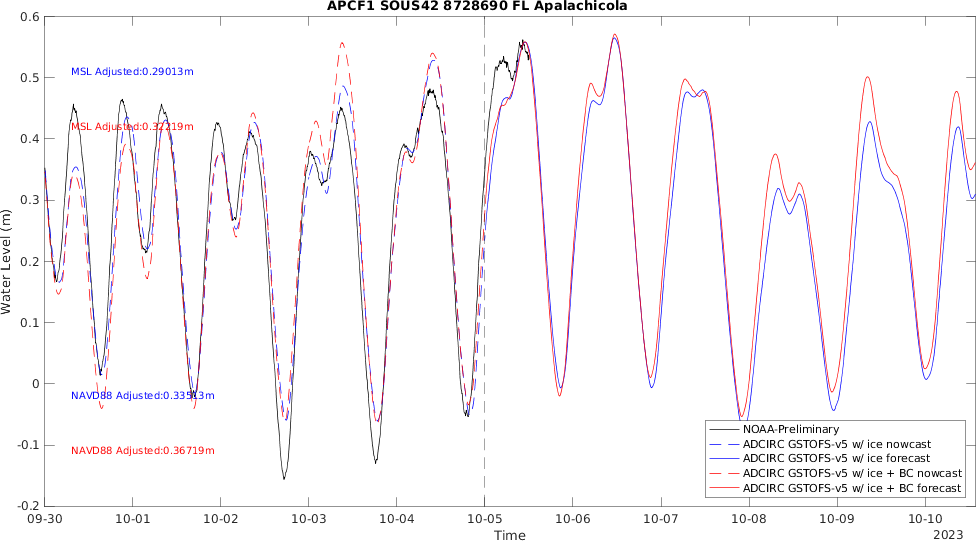 APCF1 SOUS42 8728690 FL Apalachicola
0.6
0.5
0.4
0.3
0.2
0.1
0
-0.1
-0.2
Water Level (m)
MSL Adjusted:0.29013m
MSL Adjusted:0.32219m
NAVD88 Adjusted:0.33513m
NAVD88 Adjusted:0.36719m
NOAA-Preliminary
ADCIRC GSTOFS-v5 w/ ice nowcast
ADCIRC GSTOFS-v5 w/ ice forecast
ADCIRC GSTOFS-v5 w/ ice + BC nowcast
ADCIRC GSTOFS-v5 w/ ice + BC forecast
09-30 10-01 10-02 10-03 10-04 10-05 10-06 10-07 10-08 10-09 10-10
Time
2023